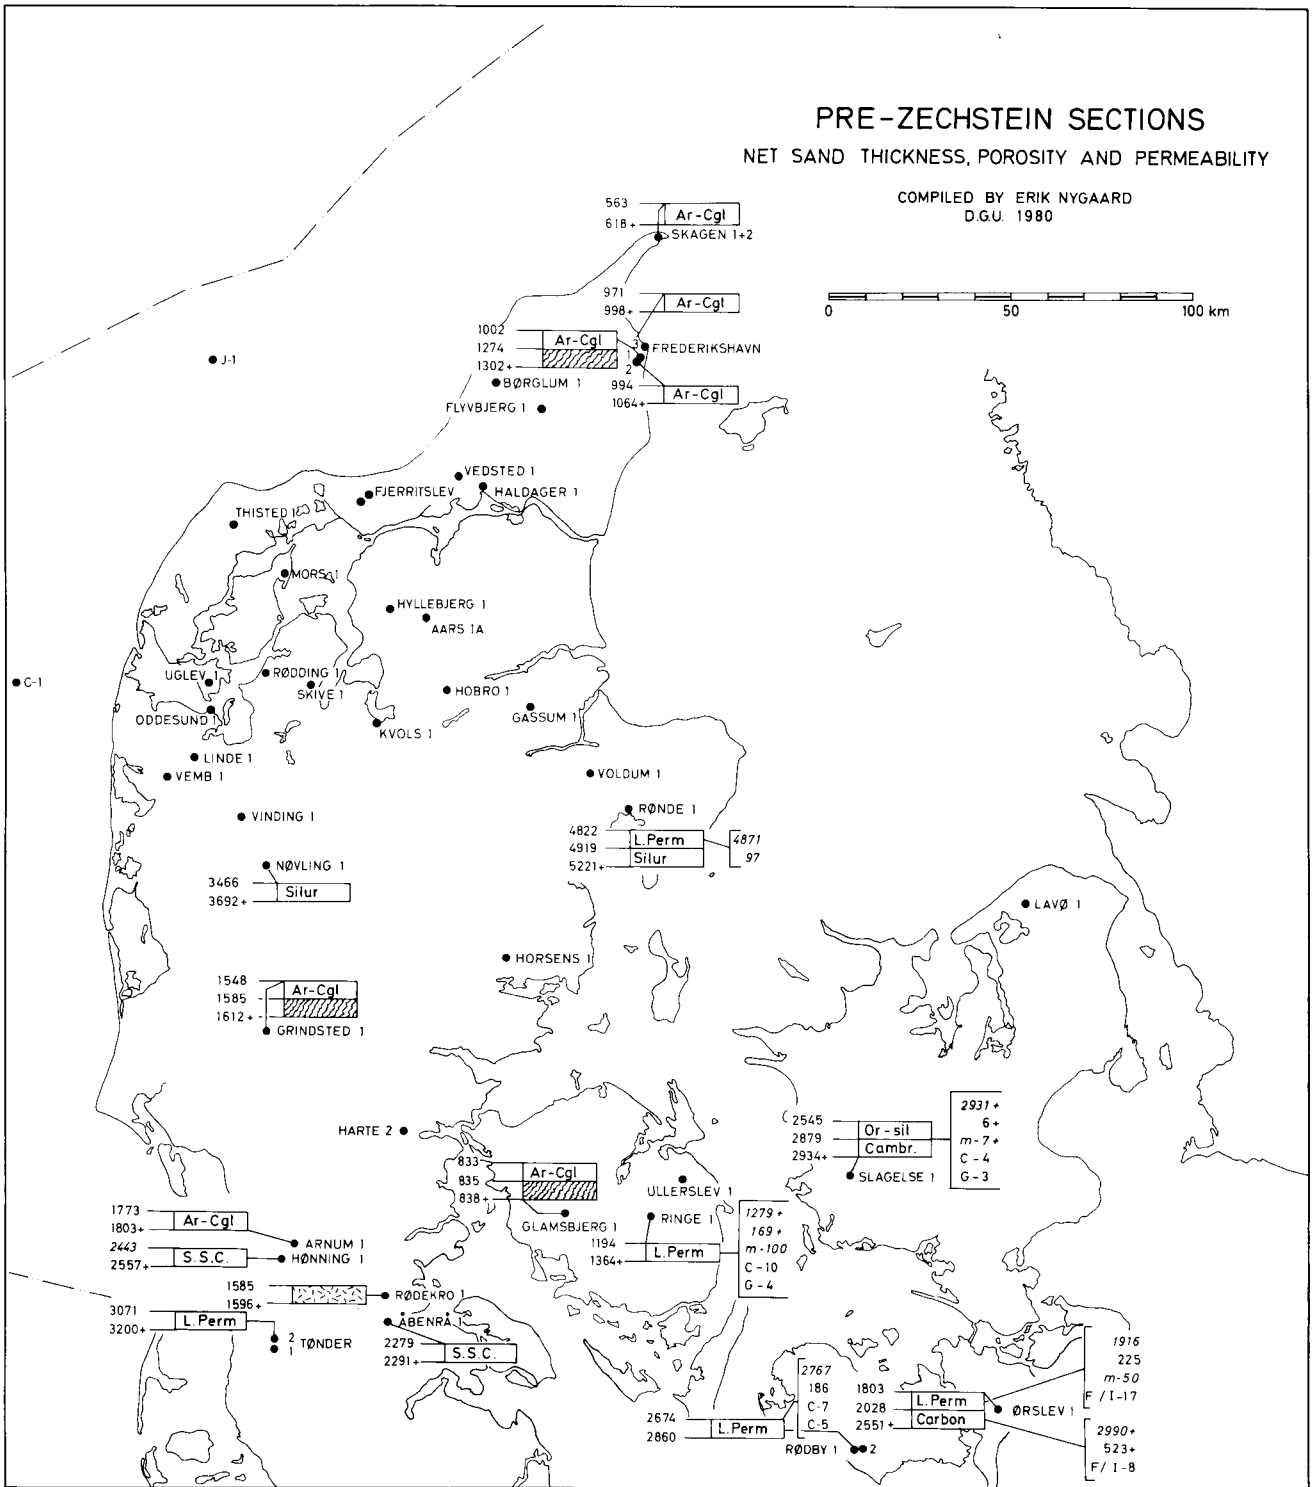 PRE-ZECHSTEIN SECTIONS
NET SAND THICKNESS, POROSITY AND PERMEABILITY
COMPILED BY ERIK NYGAARD
D.G.U. 1980
0 50 100 km
563
Ar-Cgl
618+
SKAGEN 1+2
971
Ar-Cgl
998+
1002
Ar-Cgl
1274
1302+
3
FREDERIKSHAVN
1
2
994
Ar-Cgl
1064+
J-1
BØRGLUM 1
FLYVBJERG 1
VEDSTED 1
FJERRITSLEV
HALDAGER 1
THISTED 1
MORS 1
HYLLEBJERG 1
AARS 1A
C-1
UGLEV 1
RØDDING 1
SKIVE 1
HOBRO 1
ODDESUND 1
KVOLS 1
GASSUM 1
LINDE 1
VEMB 1
VOLDUM 1
VINDING 1
RØNDE 1
4822
L.Perm
4919
Silur
5221+
4871
97
NØVLING 1
3466
Silur
3692+
LAVØ 1
HORSENS 1
1548
Ar-Cgl
1585
1612+
GRINDSTED 1
HARTE 2
2545
Or-sil
2879
Cambr.
2934+
SLAGELSE 1
2931+
6+
m-7+
C-4
G-3
833
Ar-Cgl
835
838+
GLAMSBJERG 1
ULLERSLEV 1
RINGE 1
1194
L.Perm
1364+
1279+
169+
m-100
C-10
G-4
1773
Ar-Cgl
1803+
ARNUM 1
2443
S.S.C.
2557+
HØNNING 1
1585
1596+
RØDEKRO 1
3071
L.Perm
3200+
2
1
TØNDER
ÅBENRÅ 1
2279
S.S.C.
2291+
2674
L.Perm
2860
2767
186
C-7
C-5
RØDBY 1
2
1803
L.Perm
2028
Carbon
2551+
ØRSLEV 1
1916
225
m-50
F/I-17
2990+
523+
F/I-8